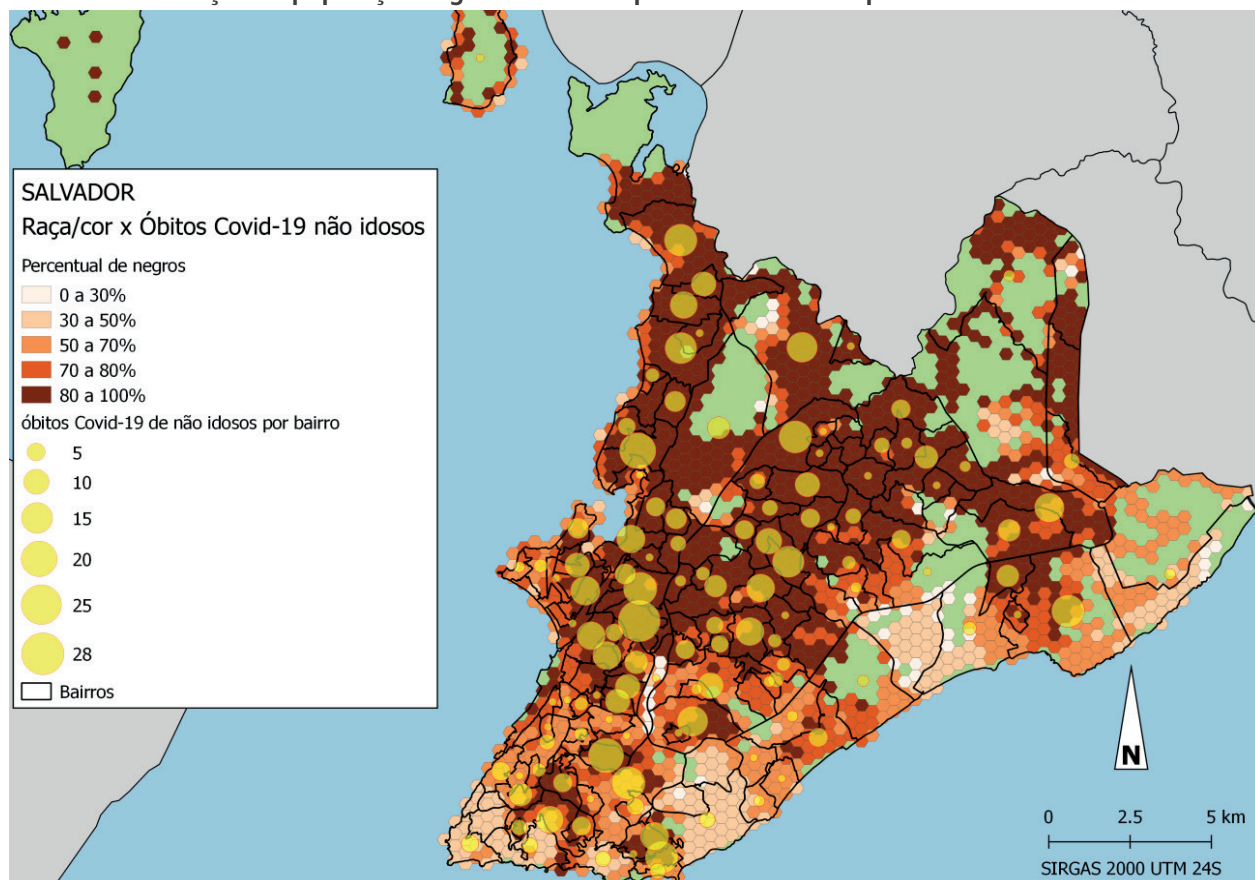 SALVADOR
Raça/cor x Óbitos Covid-19 não idosos
Percentual de negros
0 a 30%
30 a 50%
50 a 70%
70 a 80%
80 a 100%
óbitos Covid-19 de não idosos por bairro
5
10
15
20
25
28
Bairros
N
0 2.5 5 km
SIRGAS 2000 UTM 24S